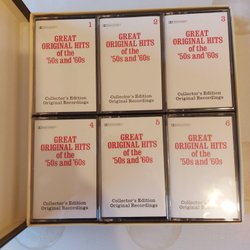 1
GREAT
ORIGINAL HITS
of the
'50s and '60s
Collector's Edition
Original Recordings
2
GREAT
ORIGINAL HITS
of the
'50s and '60s
Collector's Edition
Original Recordings
3
GREAT
ORIGINAL HITS
of the
'50s and '60s
Collector's Edition
Original Recordings
4
GREAT
ORIGINAL HITS
of the
'50s and '60s
Collector's Edition
Original Recordings
5
GREAT
ORIGINAL HITS
of the
'50s and '60s
Collector's Edition
Original Recordings
6
GREAT
ORIGINAL HITS
of the
'50s and '60s
Collector's Edition
Original Recordings